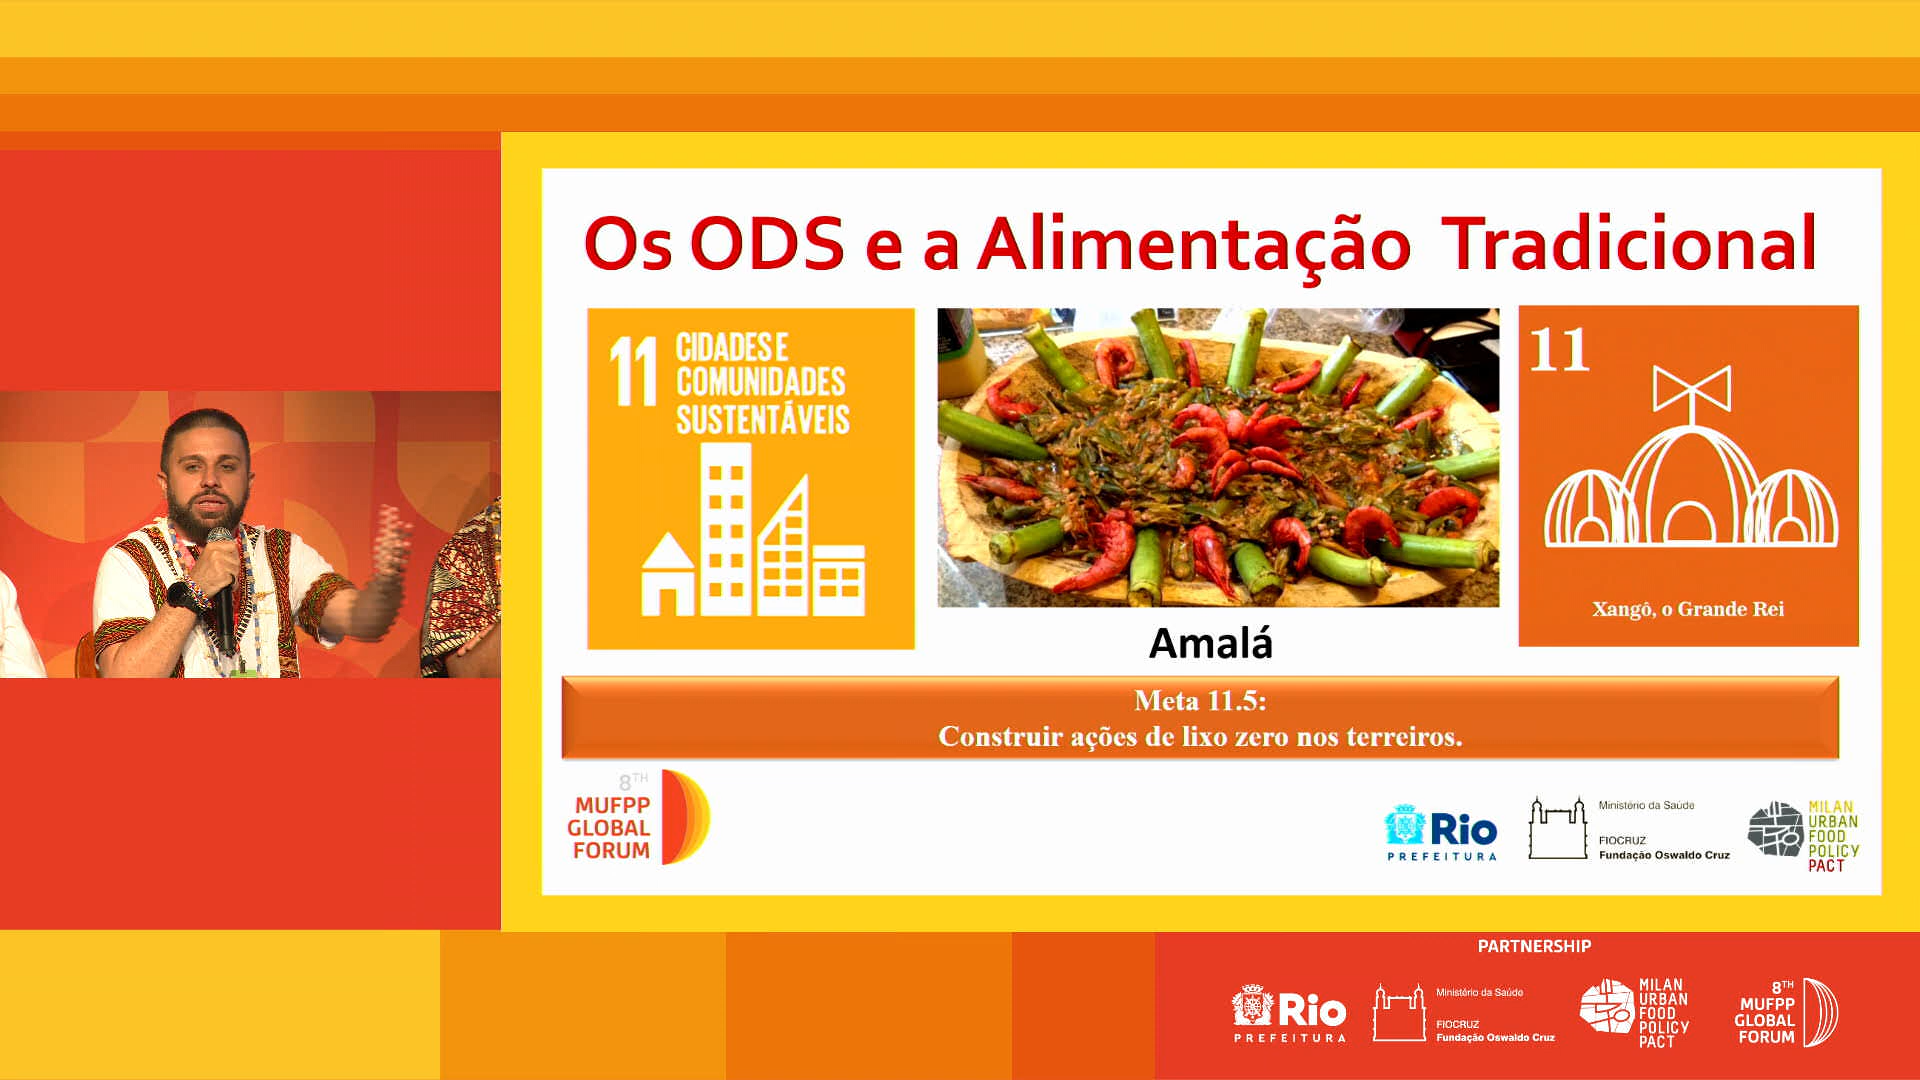 Os ODS e a Alimentação Tradicional
11 CIDADES E
COMUNIDADES
SUSTENTÁVEIS
11
Xangô, o Grande Rei
Amalá
Meta 11.5:
Construir ações de lixo zero nos terreiros.
8TH
MUFPP
GLOBAL
FORUM
Rio
PREFEITURA
Ministério da Saúde
FIOCRUZ
Fundação Oswaldo Cruz
MILAN
URBAN
FOOD
POLICY
PACT
PARTNERSHIP
Rio
PREFEITURA
Ministério da Saúde
FIOCRUZ
Fundação Oswaldo Cruz
MILAN
URBAN
FOOD
POLICY
PACT
8TH
MUFPP
GLOBAL
FORUM